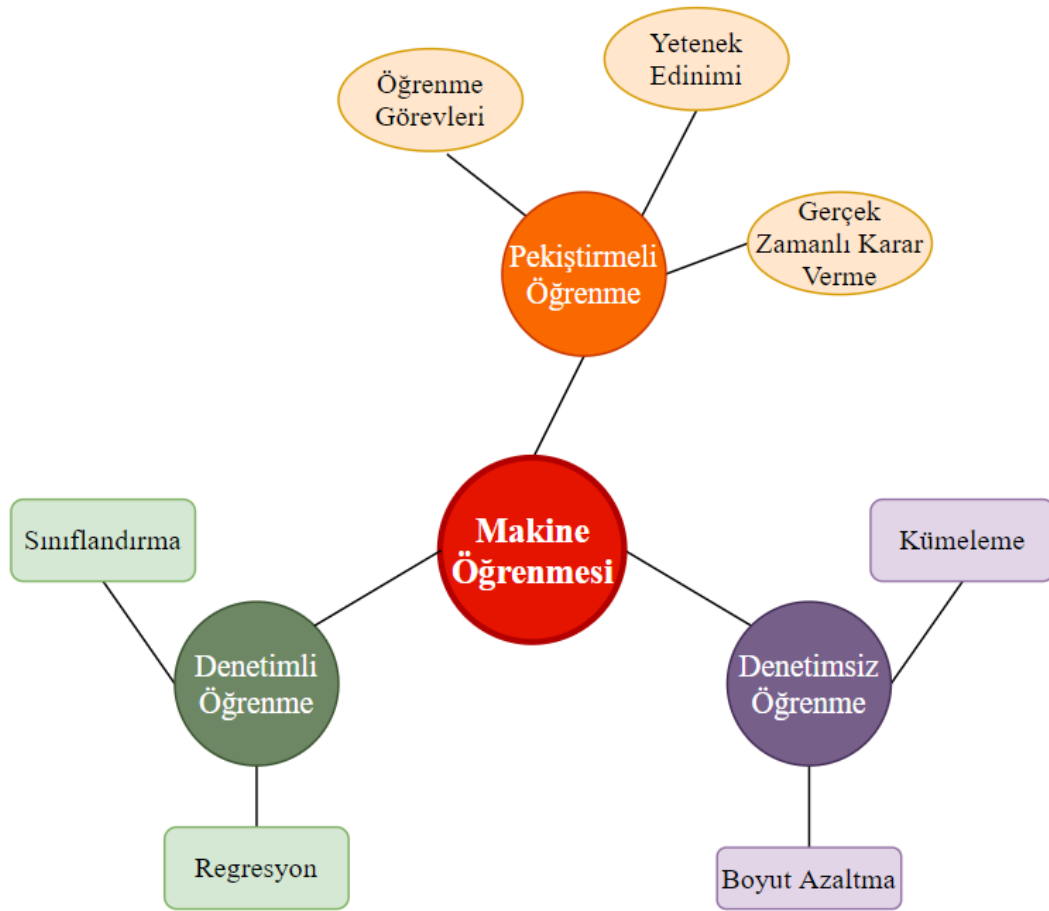 Yetenek
Edinimi
Öğrenme
Görevleri
Gerçek
Zamanlı Karar
Verme
Pekiştirmeli
Öğrenme
Makine
Öğrenmesi
Sınıflandırma
Kümeleme
Denetimli
Öğrenme
Denetimsiz
Öğrenme
Regresyon
Boyut Azaltma